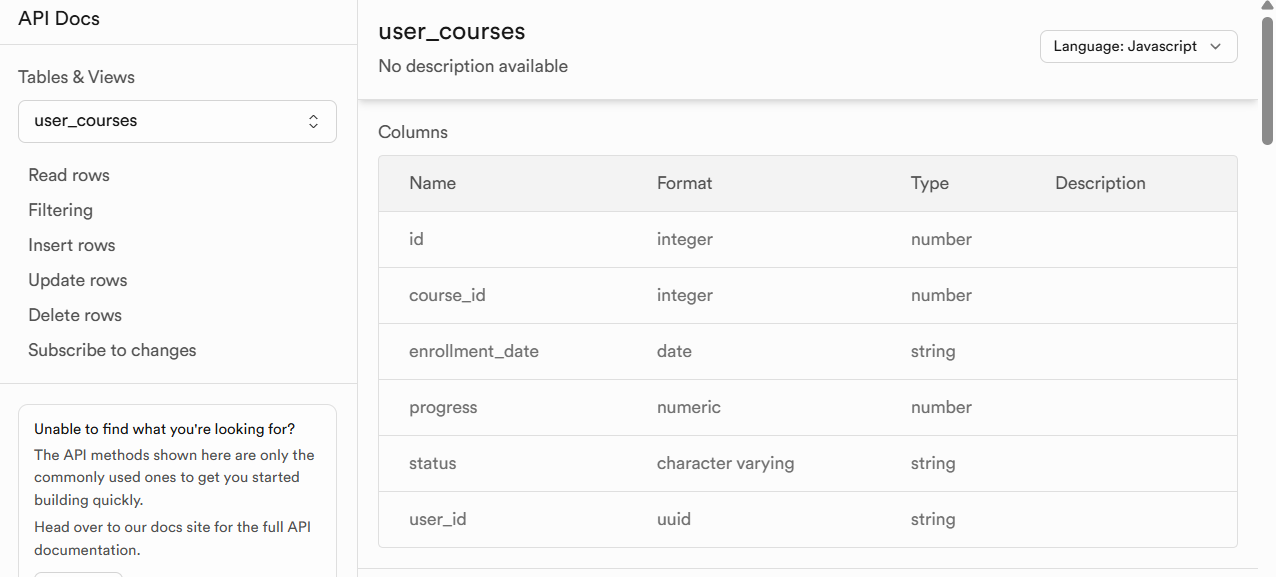 API Docs
Tables & Views
user_courses
Read rows
Filtering
Insert rows
Update rows
Delete rows
Subscribe to changes
Unable to find what you're looking for?
The API methods shown here are only the
commonly used ones to get you started
building quickly.
Head over to our docs site for the full API
documentation.
user_courses
No description available
Language: Javascript
Columns
Name Format Type Description
id integer number
course_id integer number
enrollment_date date string
progress numeric number
status character varying string
user_id uuid string